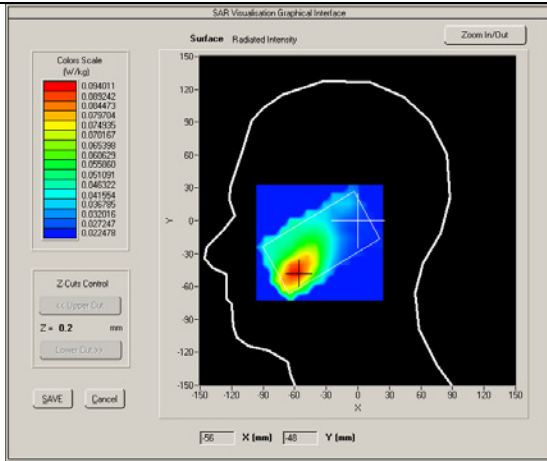 SAR Visualisation Graphical Interface
Surface Radiated Intensity
Zoom In/Out
Colors Scale
(W/kg)
0.094011
0.089242
0.084473
0.079704
0.074935
0.070167
0.065398
0.060629
0.055860
0.051091
0.046322
0.041554
0.036785
0.032016
0.027247
0.022478
Z-Cuts Control
<< Upper Cut
Z = 0.2 mm
Lower Cut >>
SAVE Cancel
Y
150
120
90
60
30
0
-30
-60
-90
-120
-150
-150 -120 -90 -60 -30 0 30 60 90 120 150
X
-56 X (mm) -48 Y (mm)